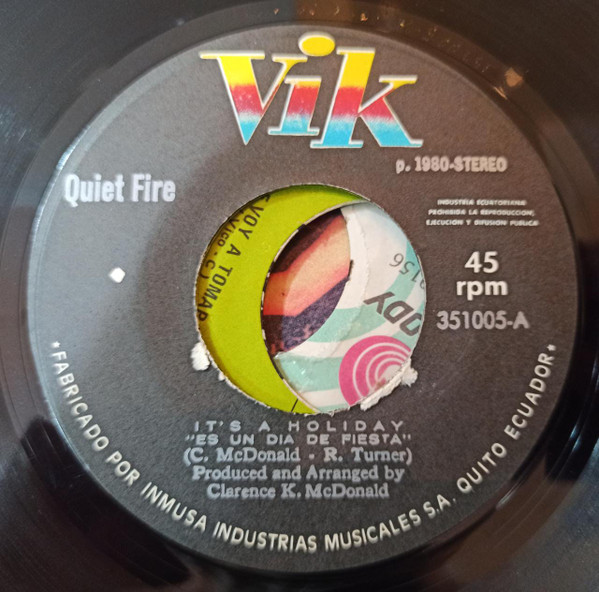 Vik
p. 1980-STEREO
Quiet Fire
INDUSTRIA ECUATORIANA
PROHIBIDA LA REPRODUCCION,
EJECUCION Y DIFUSION PUBLICA
45
rpm
351005-A
VOY A TOMAR
156
IT'S A HOLIDAY
"ES UN DIA DE FIESTA"
(C. McDonald - R. Turner)
Produced and Arranged by
Clarence K. McDonald
*FABRICADO POR INMUSA INDUSTRIAS MUSICALES S.A. QUITO ECUADOR*